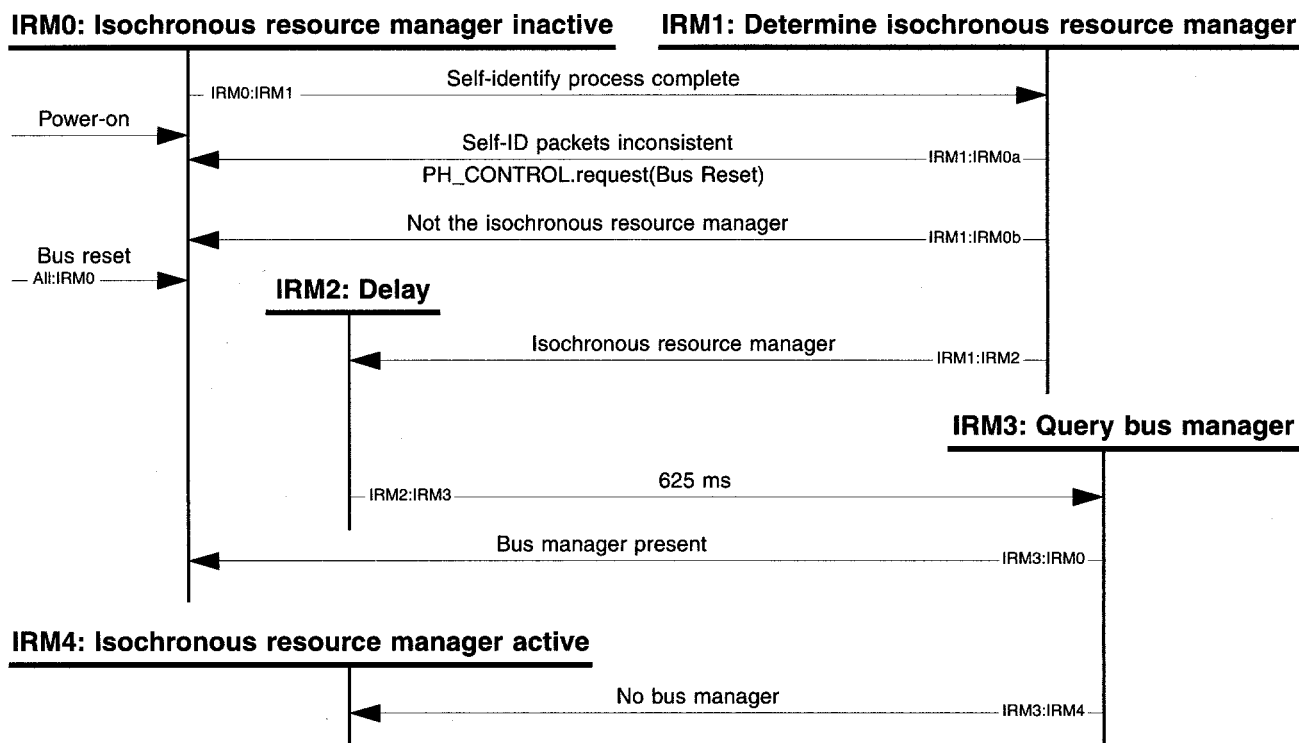 IRM0: Isochronous resource manager inactive
IRM1: Determine isochronous resource manager
Self-identify process complete
IRM0:IRM1
Power-on
Self-ID packets inconsistent
IRM1:IRM0a
PH_CONTROL.request(Bus Reset)
Not the isochronous resource manager
IRM1:IRM0b
Bus reset
All:IRM0
IRM2: Delay
Isochronous resource manager
IRM1:IRM2
IRM3: Query bus manager
625 ms
IRM2:IRM3
Bus manager present
IRM3:IRM0
IRM4: Isochronous resource manager active
No bus manager
IRM3:IRM4